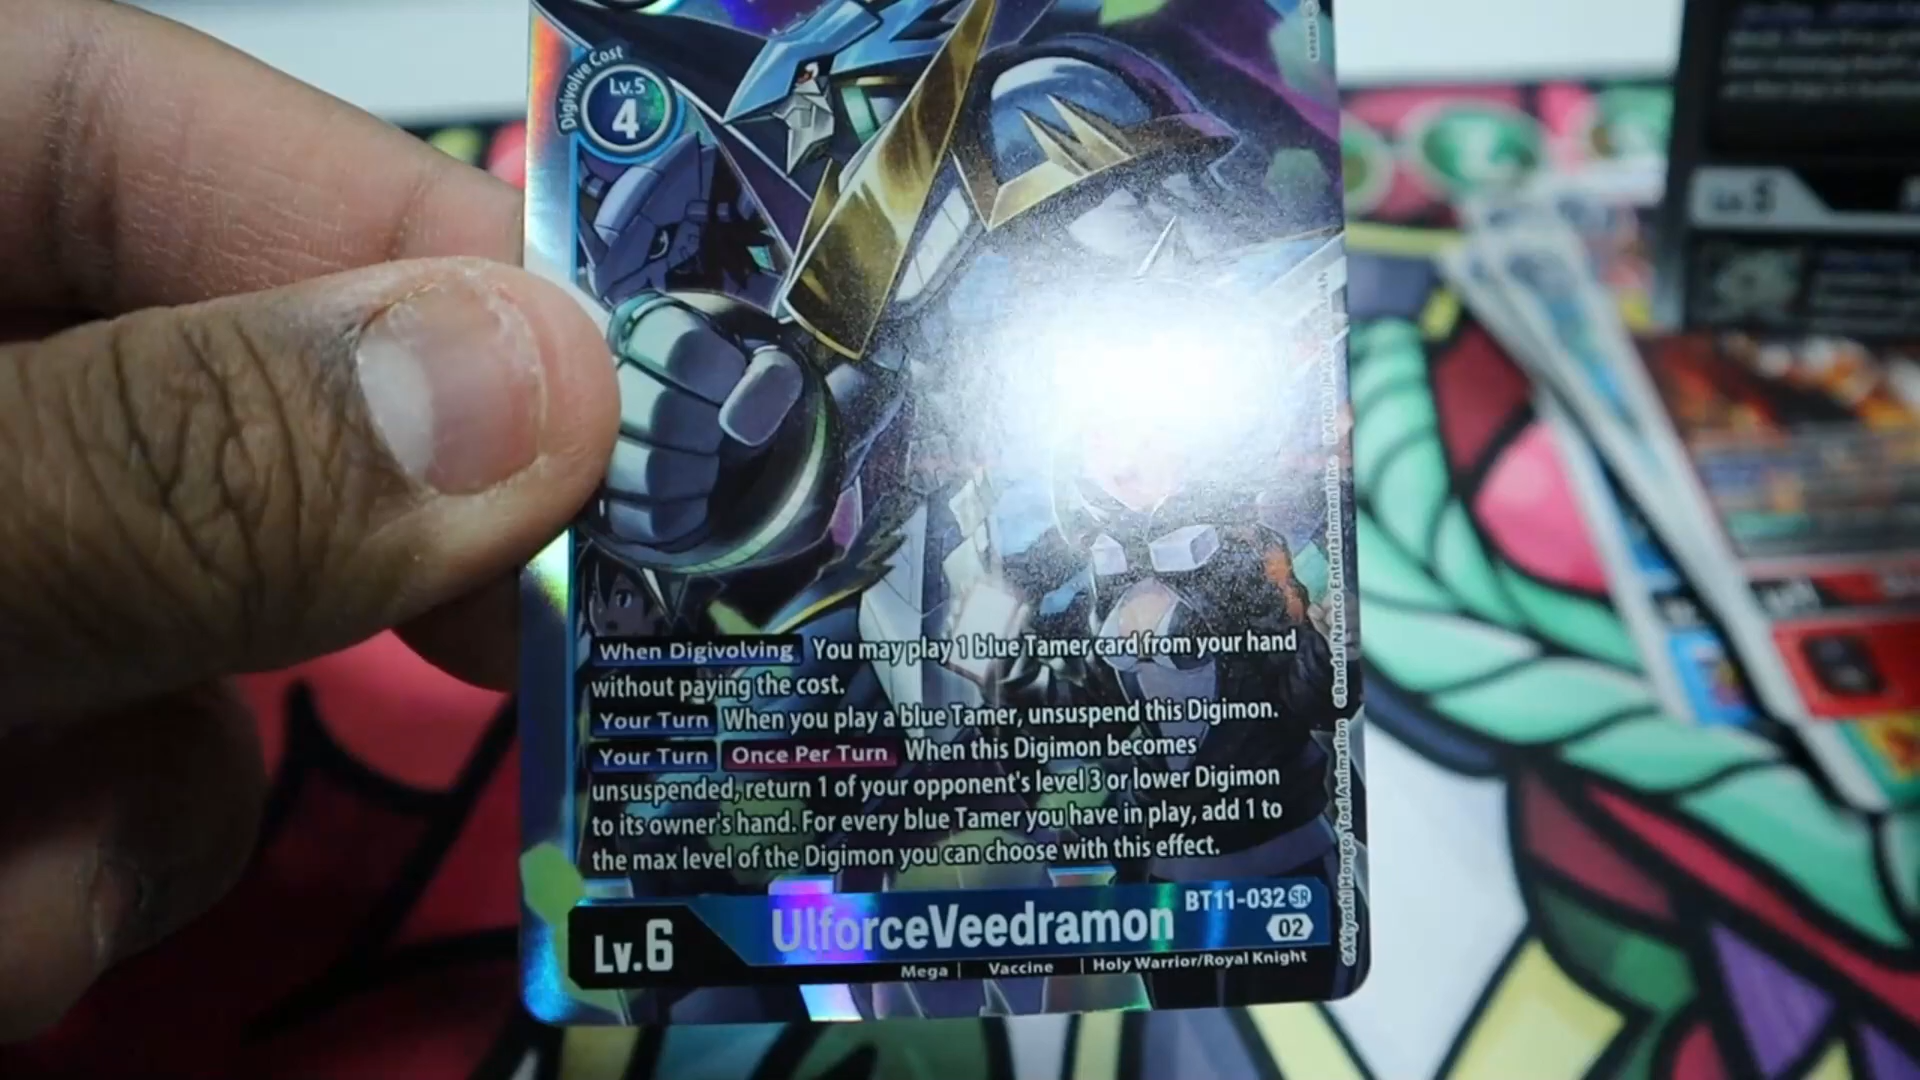 Digivolve Cost
Lv.5
4
When Digivolving You may play 1 blue Tamer card from your hand
without paying the cost.
Your Turn When you play a blue Tamer, unsuspend this Digimon.
Your Turn Once Per Turn When this Digimon becomes
unsuspended, return 1 of your opponent's level 3 or lower Digimon
to its owner's hand. For every blue Tamer you have in play, add 1 to
the max level of the Digimon you can choose with this effect.
BT11-032 SR
UlforceVeedramon
02
Lv.6
Mega | Vaccine | Holy Warrior/Royal Knight
©Akiyoshi Hongo, Toei Animation ©Bandai Namco Entertainment Inc.
Lv.5